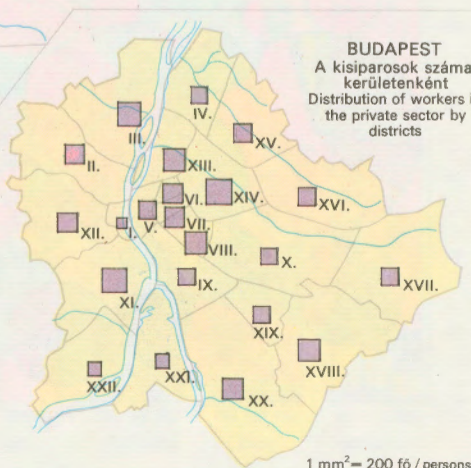 BUDAPEST
A kisiparosok száma
kerületenként
Distribution of workers
the private sector by
districts
IV.
III.
XV.
II.
XIII.
VI.
XIV.
XVI.
XII.
I.
V.
VII.
VIII.
X.
XVII.
XI.
IX.
XIX.
XVIII.
XXII.
XXI.
XX.
1 mm²= 200 fő / persons